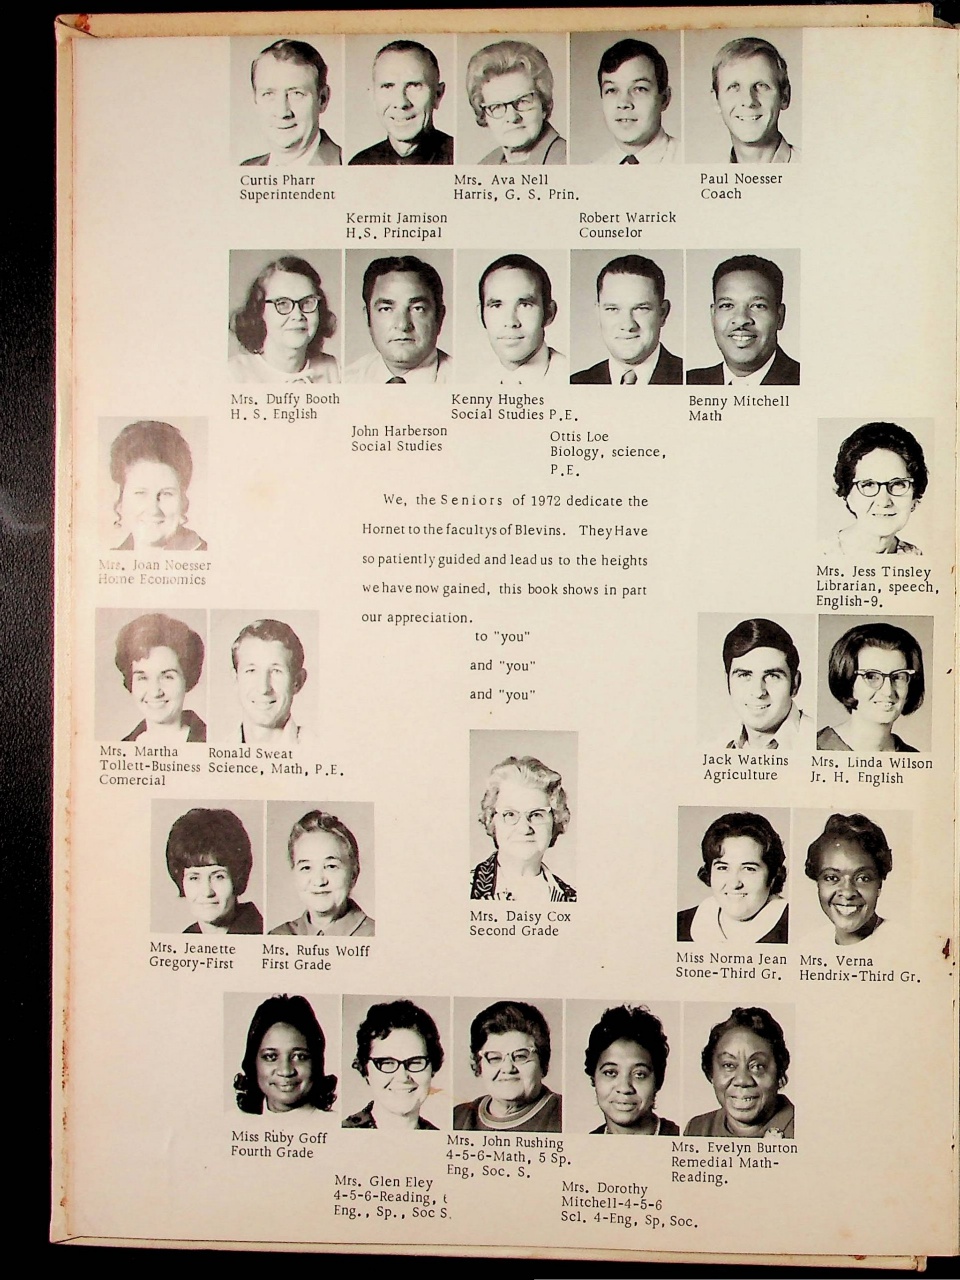 Curtis Pharr
Superintendent
Mrs. Ava Nell
Harris, G. S. Prin.
Paul Noesser
Coach
Kermit Jamison
H.S. Principal
Robert Warrick
Counselor
Mrs. Duffy Booth
H. S. English
Kenny Hughes
Social Studies P.E.
Benny Mitchell
Math
John Harberson
Social Studies
Ottis Loe
Biology, science,
P.E.
We, the Seniors of 1972 dedicate the
Hornet to the facultys of Blevins. They Have
so patiently guided and lead us to the heights
we have now gained, this book shows in part
our appreciation.
to "you"
and "you"
and "you"
Mrs. Joan Noesser
Home Economics
Mrs. Jess Tinsley
Librarian, speech,
English-9.
Mrs. Martha
Tollett-Business
Comercial
Ronald Sweat
Science, Math, P.E.
Jack Watkins
Agriculture
Mrs. Linda Wilson
Jr. H. English
Mrs. Jeanette
Gregory-First
Mrs. Rufus Wolff
First Grade
Mrs. Daisy Cox
Second Grade
Miss Norma Jean
Stone-Third Gr.
Mrs. Verna
Hendrix-Third Gr.
Miss Ruby Goff
Fourth Grade
Mrs. Glen Eley
4-5-6-Reading,
Eng., Sp., Soc S.
Mrs. John Rushing
4-5-6-Math, 5 Sp.
Eng, Soc. S.
Mrs. Dorothy
Mitchell-4-5-6
Scl. 4-Eng, Sp, Soc.
Mrs. Evelyn Burton
Remedial Math-
Reading.